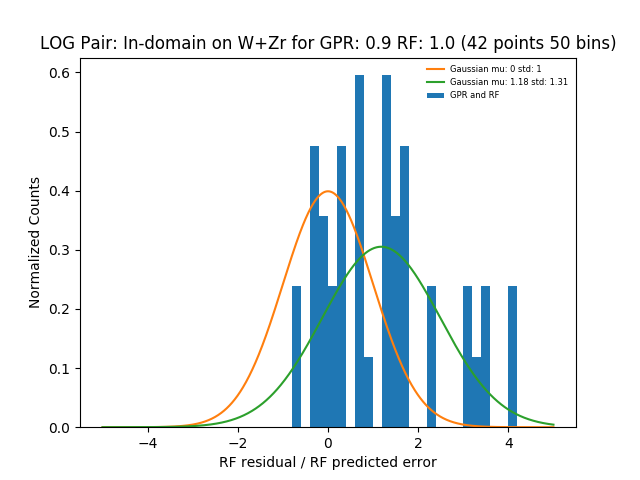 LOG Pair: In-domain on W+Zr for GPR: 0.9 RF: 1.0 (42 points 50 bins)
Gaussian mu: 0 std: 1
Gaussian mu: 1.18 std: 1.31
GPR and RF
Normalized Counts
0.6
0.5
0.4
0.3
0.2
0.1
0.0
−4 −2 0 2 4
RF residual / RF predicted error